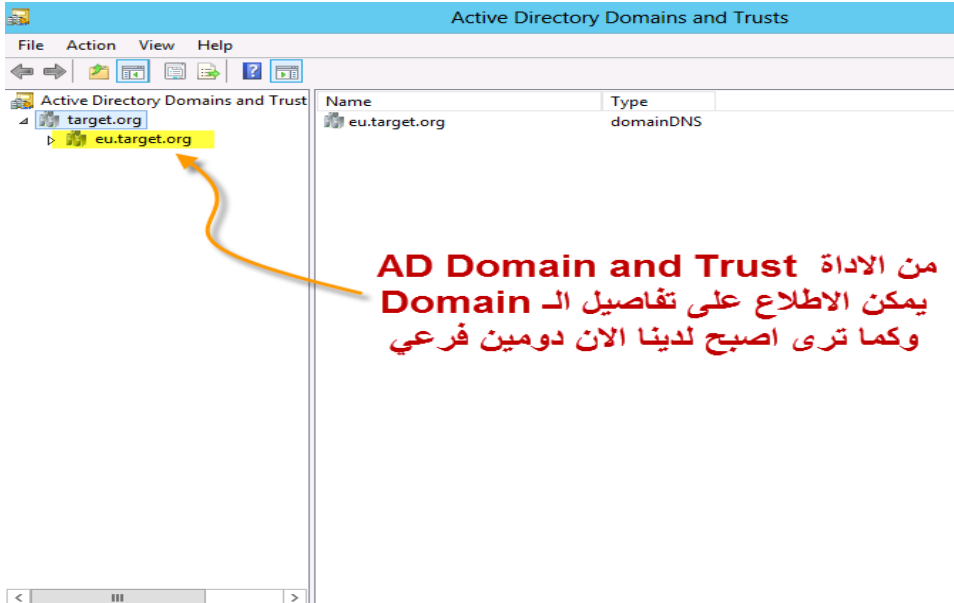 Active Directory Domains and Trusts
File Action View Help
Active Directory Domains and Trust
target.org
eu.target.org
Name Type
eu.target.org domainDNS
من الاداة AD Domain and Trust
يمكن الاطلاع على تفاصيل الـ Domain
وكما ترى اصبح لدينا الان دومين فرعي